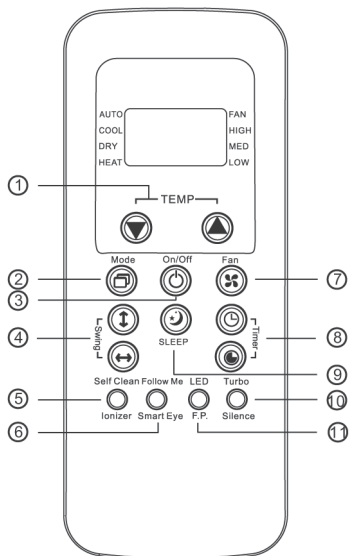 AUTO FAN
COOL HIGH
DRY MED
HEAT LOW
① TEMP
② Mode On/Off Fan ⑦
③
④ Swing SLEEP Timer ⑧
⑨
Self Clean Follow Me LED Turbo
⑤ Ionizer Smart Eye F.P. Silence ⑩
⑥ ⑪